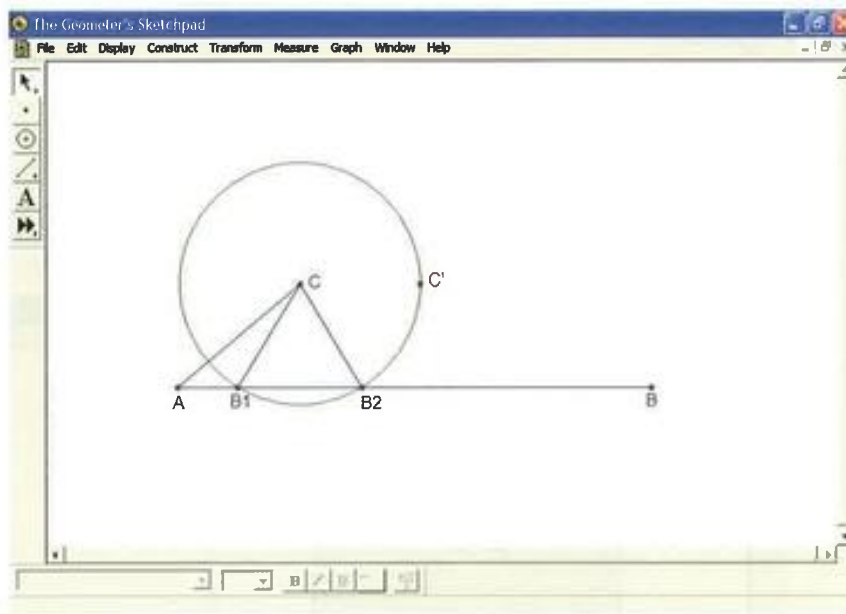 The Geometer's Sketchpad
File Edit Display Construct Transform Measure Graph Window Help
A
C
C'
A B1 B2 B
B